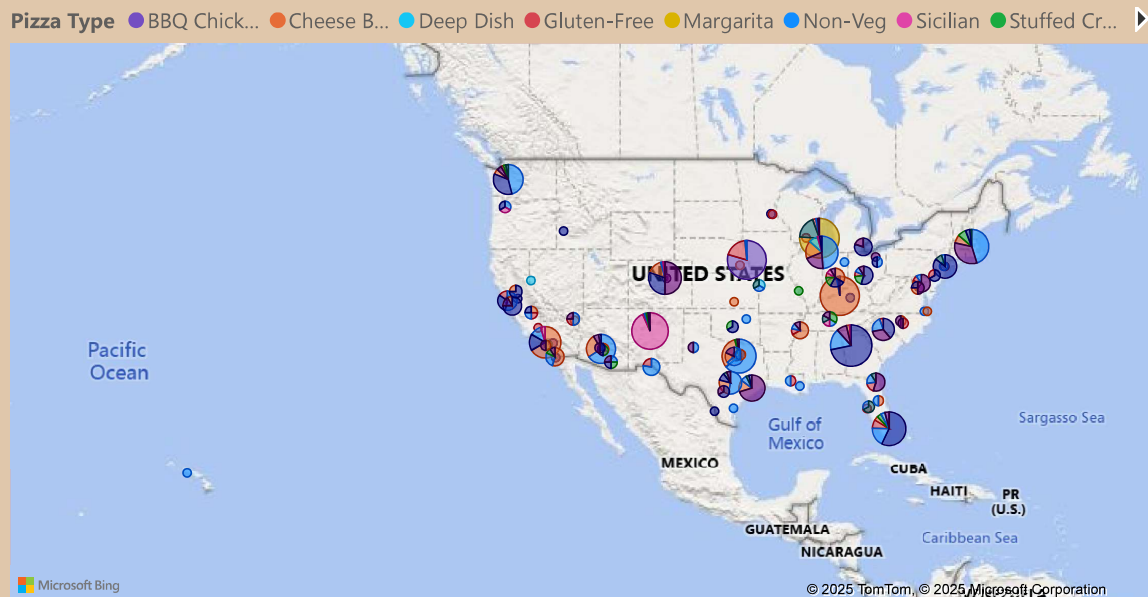 Pizza Type BBQ Chick... Cheese B... Deep Dish Gluten-Free Margarita Non-Veg Sicilian Stuffed Cr...
UNITED STATES
Pacific
Ocean
Sargasso Sea
Gulf of
Mexico
MEXICO
CUBA
HAITI
PR
(U.S.)
GUATEMALA
Caribbean Sea
NICARAGUA
Microsoft Bing
© 2025 TomTom, © 2025 Microsoft Corporation